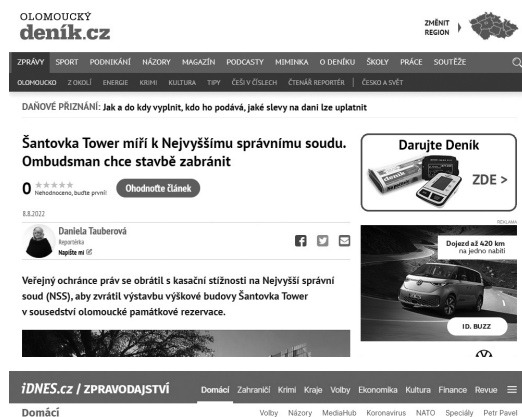 OLOMOUCKÝ
deník.cz
ZMĚNIT
REGION
ZPRÁVY SPORT PODNIKÁNÍ NÁZORY MAGAZÍN PODCASTY MIMINKA O DENÍKU ŠKOLY PRÁCE SOUTĚŽE
OLOMOUCKO Z OKOLÍ ENERGIE KRIMI KULTURA TIPY ČEŠI V ČÍSLECH ČTENÁŘ REPORTÉR ČESKO A SVĚT
DAŇOVÉ PŘIZNÁNÍ: Jak a do kdy vyplnit, kdo ho podává, jaké slevy na dani lze uplatnit
Šantovka Tower míří k Nejvyššímu správnímu soudu.
Ombudsman chce stavbě zabránit
0
Nehodnoceno, buďte první!
Ohodnoťte článek
8.8.2022
Daniela Tauberová
Reportérka
Napište mi
Veřejný ochránce práv se obrátil s kasační stížností na Nejvyšší správní
soud (NSS), aby zvrátil výstavbu výškové budovy Šantovka Tower
v sousedství olomoucké památkové rezervace.
Darujte Deník
deník
ZDE >
REKLAMA
Dojezd až 420 km
na jedno nabití
ID. BUZZ
iDNES.cz / ZPRAVODAJSTVÍ
Domácí Zahraničí Krimi Kraje Volby Ekonomika Kultura Finance Revue
Domácí
Volby Názory MediaHub Koronavirus NATO Speciály Petr Pavel